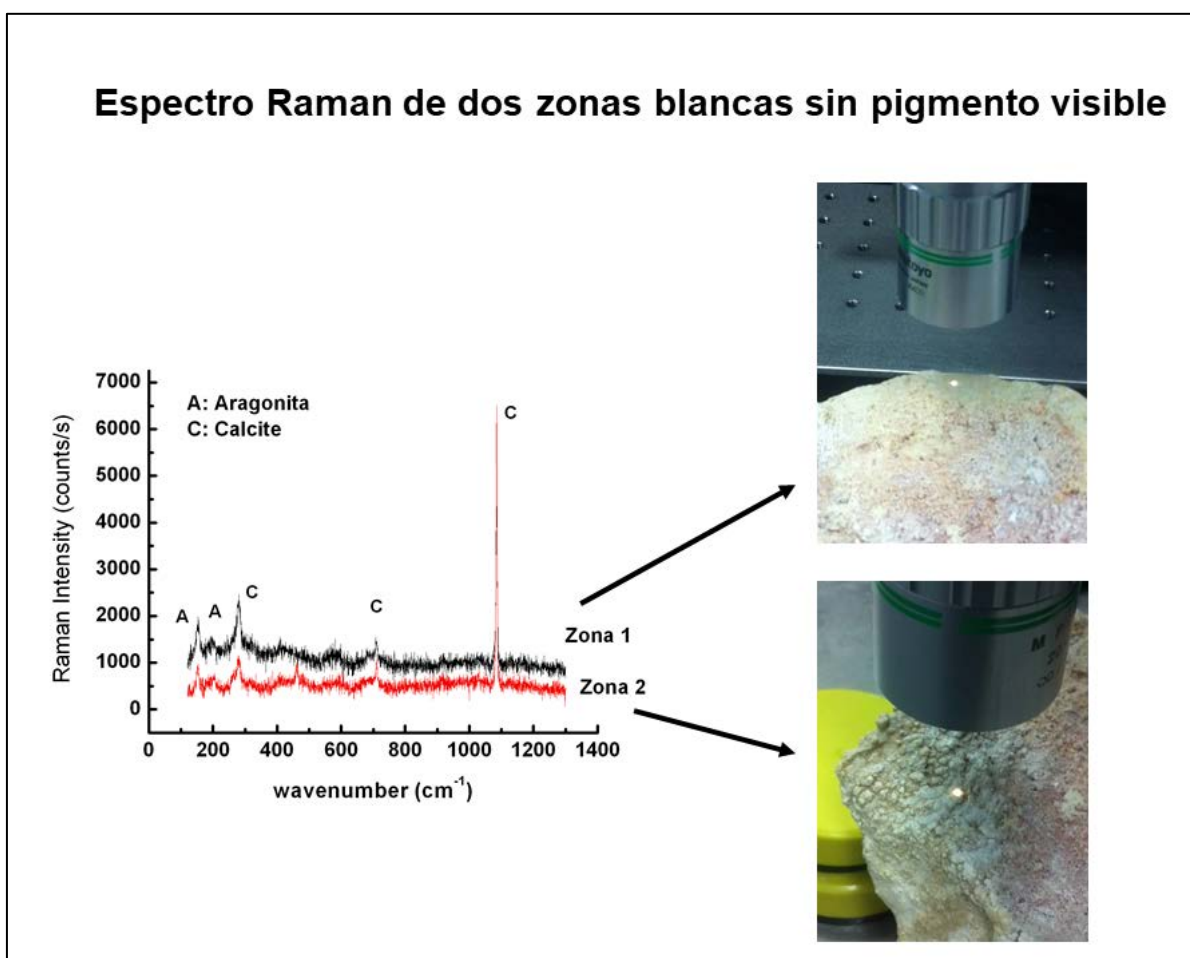 Espectro Raman de dos zonas blancas sin pigmento visible
7000
6000
5000
4000
3000
2000
1000
0
Raman Intensity (counts/s)
A: Aragonita
C: Calcite
C
A
A
C
C
Zona 1
Zona 2
0
200
400
600
800
1000
1200
1400
wavenumber (cm⁻¹)
toyo
M P